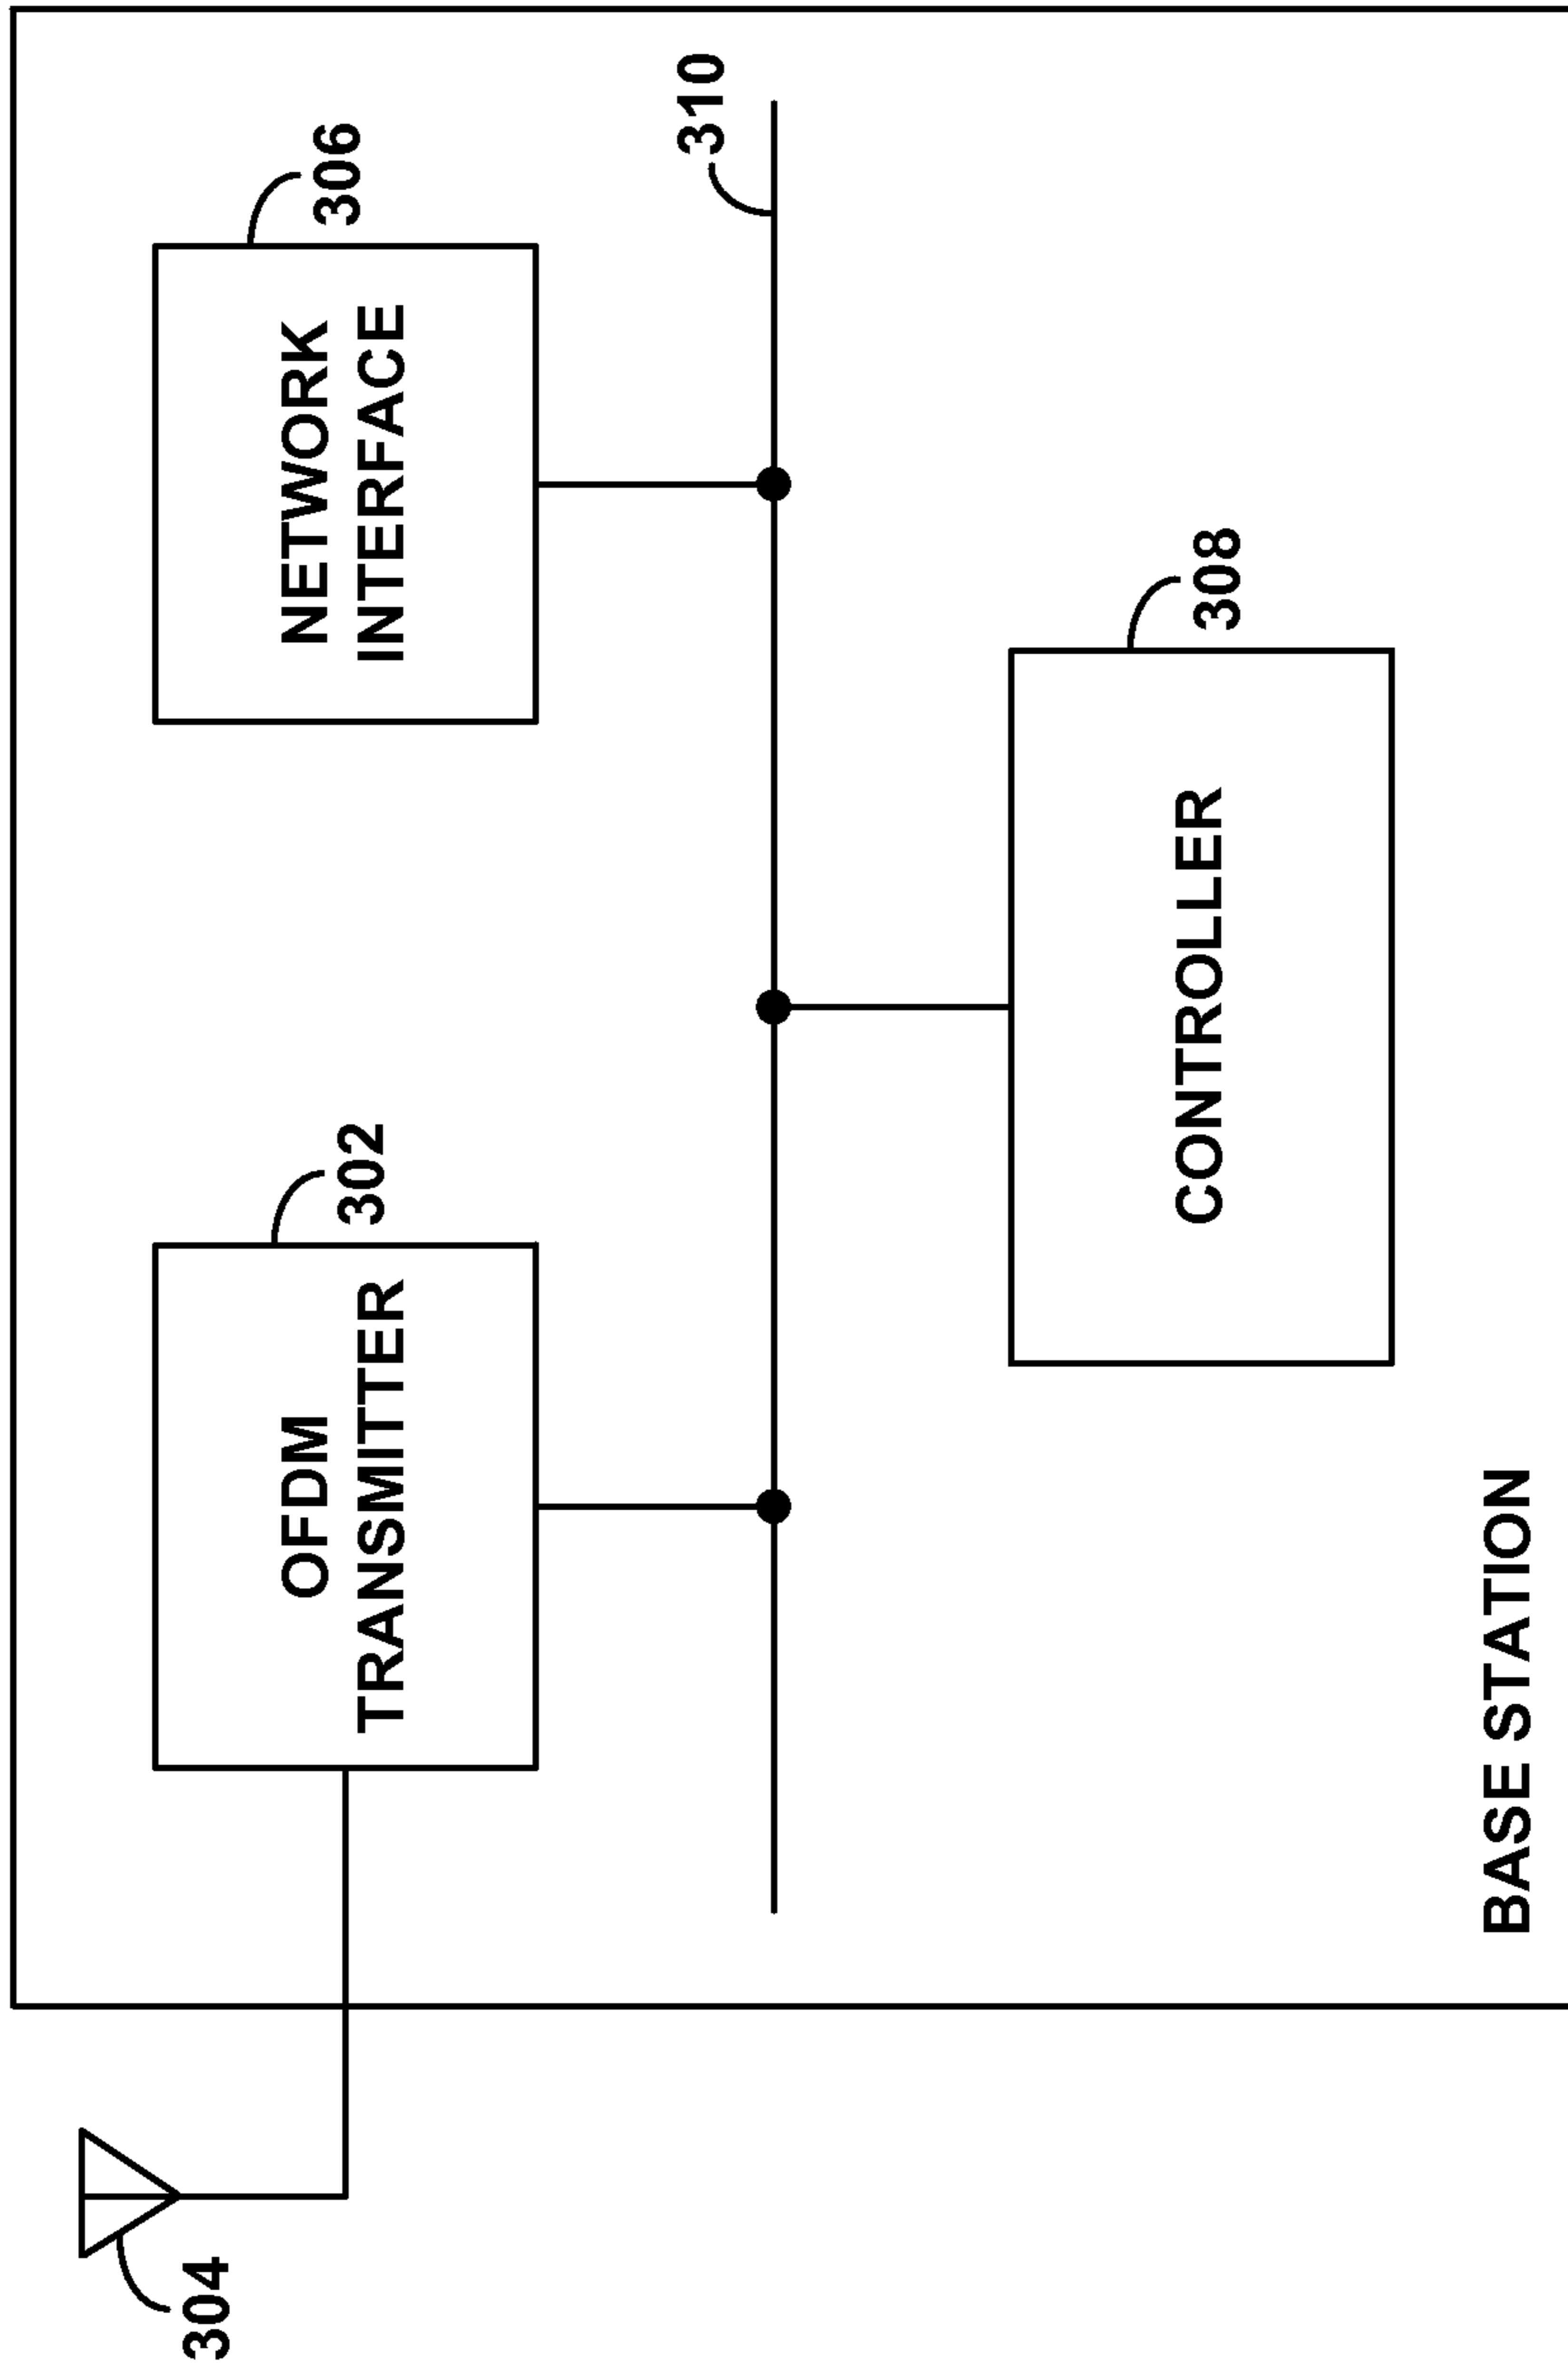 304
OFDM
TRANSMITTER
302
NETWORK
INTERFACE
306
310
CONTROLLER
308
BASE STATION